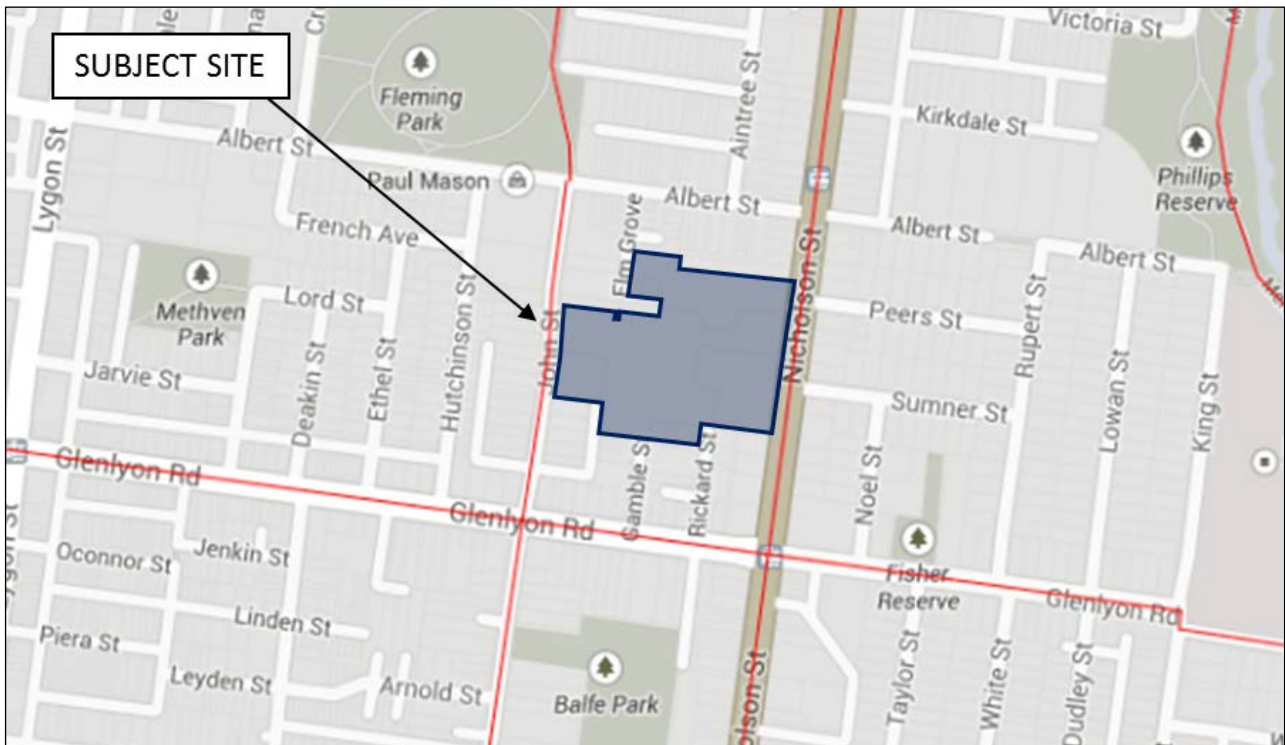 SUBJECT SITE
Victoria St
Fleming
Park
Aintree St
Kirkdale St
Lygon St
Albert St
Paul Mason
Albert St
Albert St
Albert St
Phillips
Reserve
Elm Grove
French Ave
Methven
Park
Lord St
Hutchinson St
John St
Nicholson St
Peers St
Rupert St
Jarvie St
Deakin St
Ethel St
Sumner St
Lowan St
King St
Glenlyon Rd
Gamble St
Rickard St
Noel St
Glenlyon Rd
Oconnor St
Jenkin St
Fisher
Reserve
Glenlyon Rd
Linden St
Piera St
Leyden St
Arnold St
Balfe Park
olson St
Taylor St
White St
Dudley St